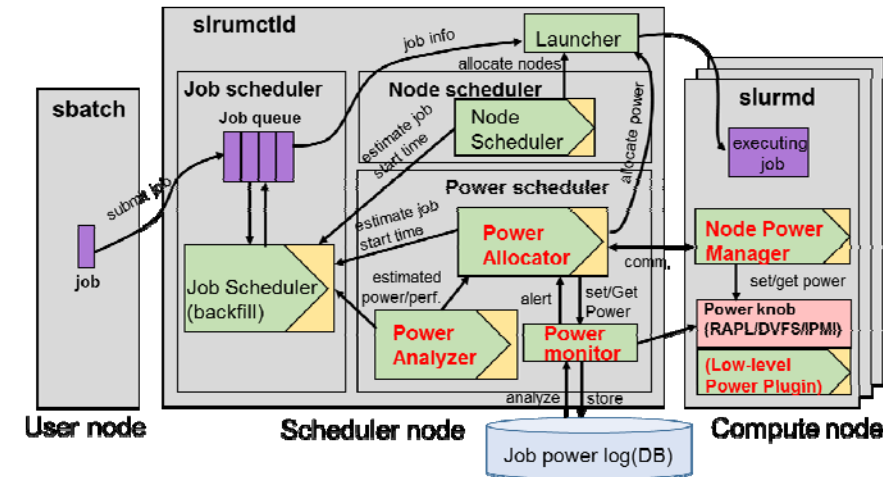 sbatch
submit job
job
User node
slrumctld
Job scheduler
Job queue
Job Scheduler
(backfill)
job info
Launcher
allocate nodes
Node scheduler
Node
Scheduler
estimate job
start time
allocate power
Power scheduler
estimate job
start time
Power
Allocator
estimated
power/perf.
alert
set/Get
Power
comm.
Power
Analyzer
Power
monitor
analyze
store
Scheduler node
Job power log(DB)
slurmd
executing
job
Node Power
Manager
set/get power
Power knob
(RAPL/DVFS/IPMI)
(Low-level
Power Plugin)
Compute node